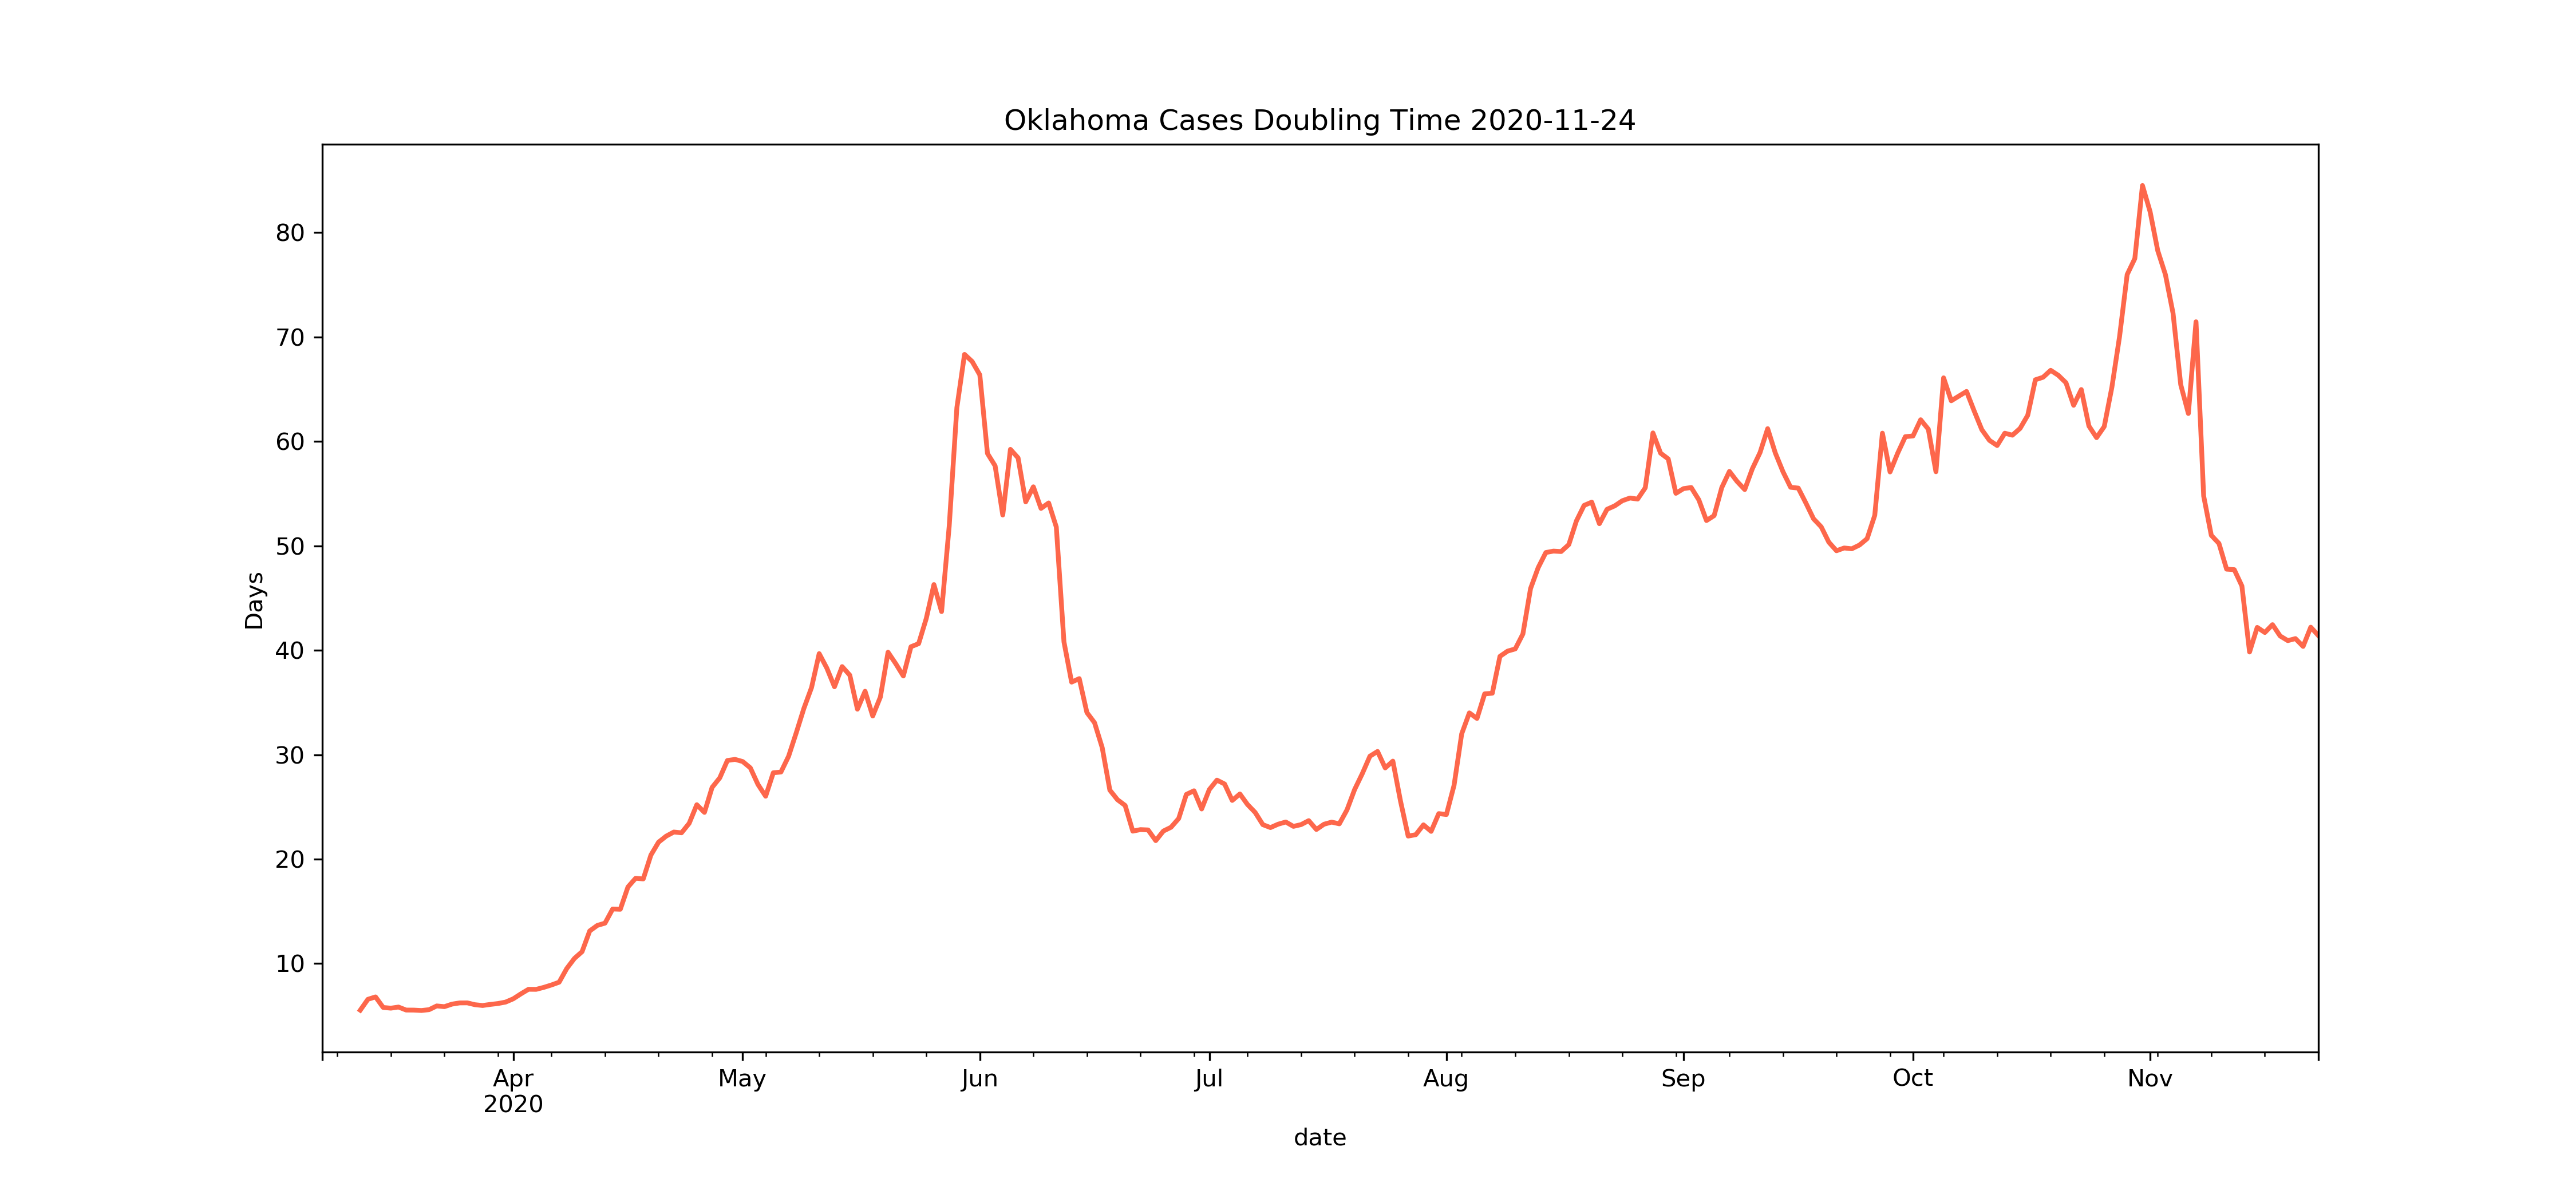 Oklahoma Cases Doubling Time 2020-11-24
80
70
60
50
40
30
20
10
Days
Apr May Jun Jul Aug Sep Oct Nov
2020
date